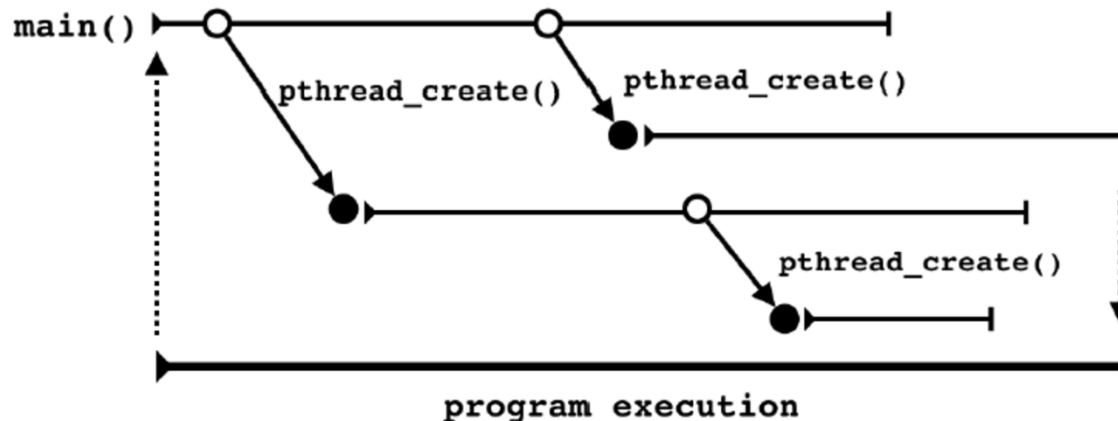 main()
pthread_create()
pthread_create()
pthread_create()
program execution